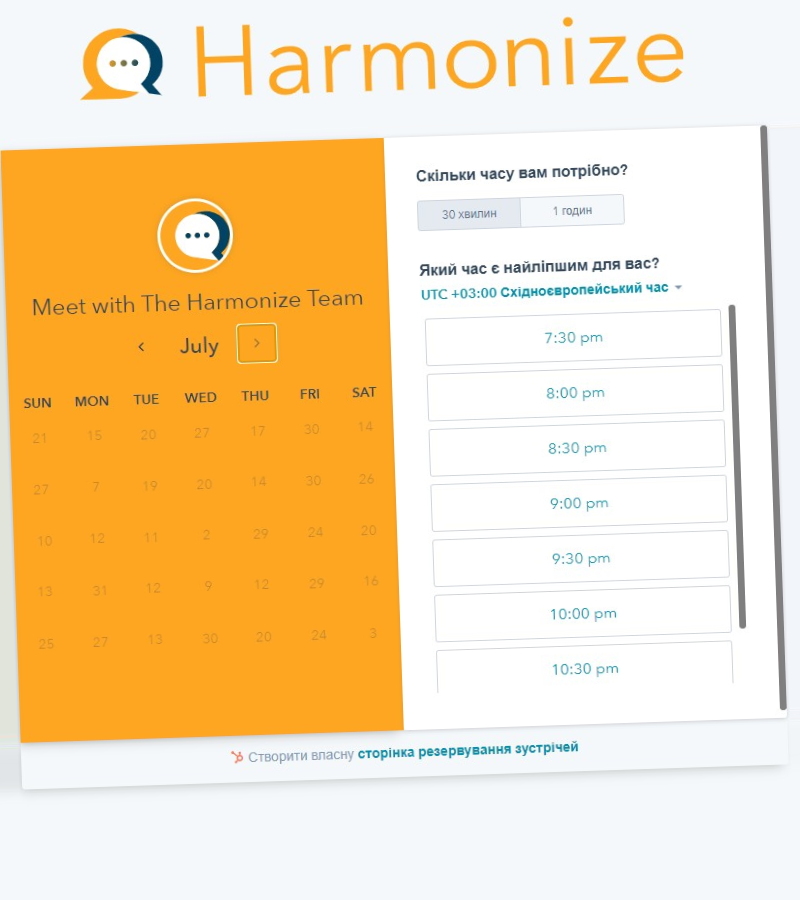 Harmonize
Meet with The Harmonize Team
July
SUN MON TUE WED THU FRI SAT
21 15 20 27 17 30 14
27 7 19 20 14 30 26
10 12 11 2 29 24 20
13 31 12 9 12 29 16
25 27 13 30 20 24 3
Скільки часу вам потрібно?
30 хвилин 1 годин
Який час є найліпшим для вас?
UTC +03:00 Східноєвропейський час
7:30 pm
8:00 pm
8:30 pm
9:00 pm
9:30 pm
10:00 pm
10:30 pm
Створити власну сторінка резервування зустрічей